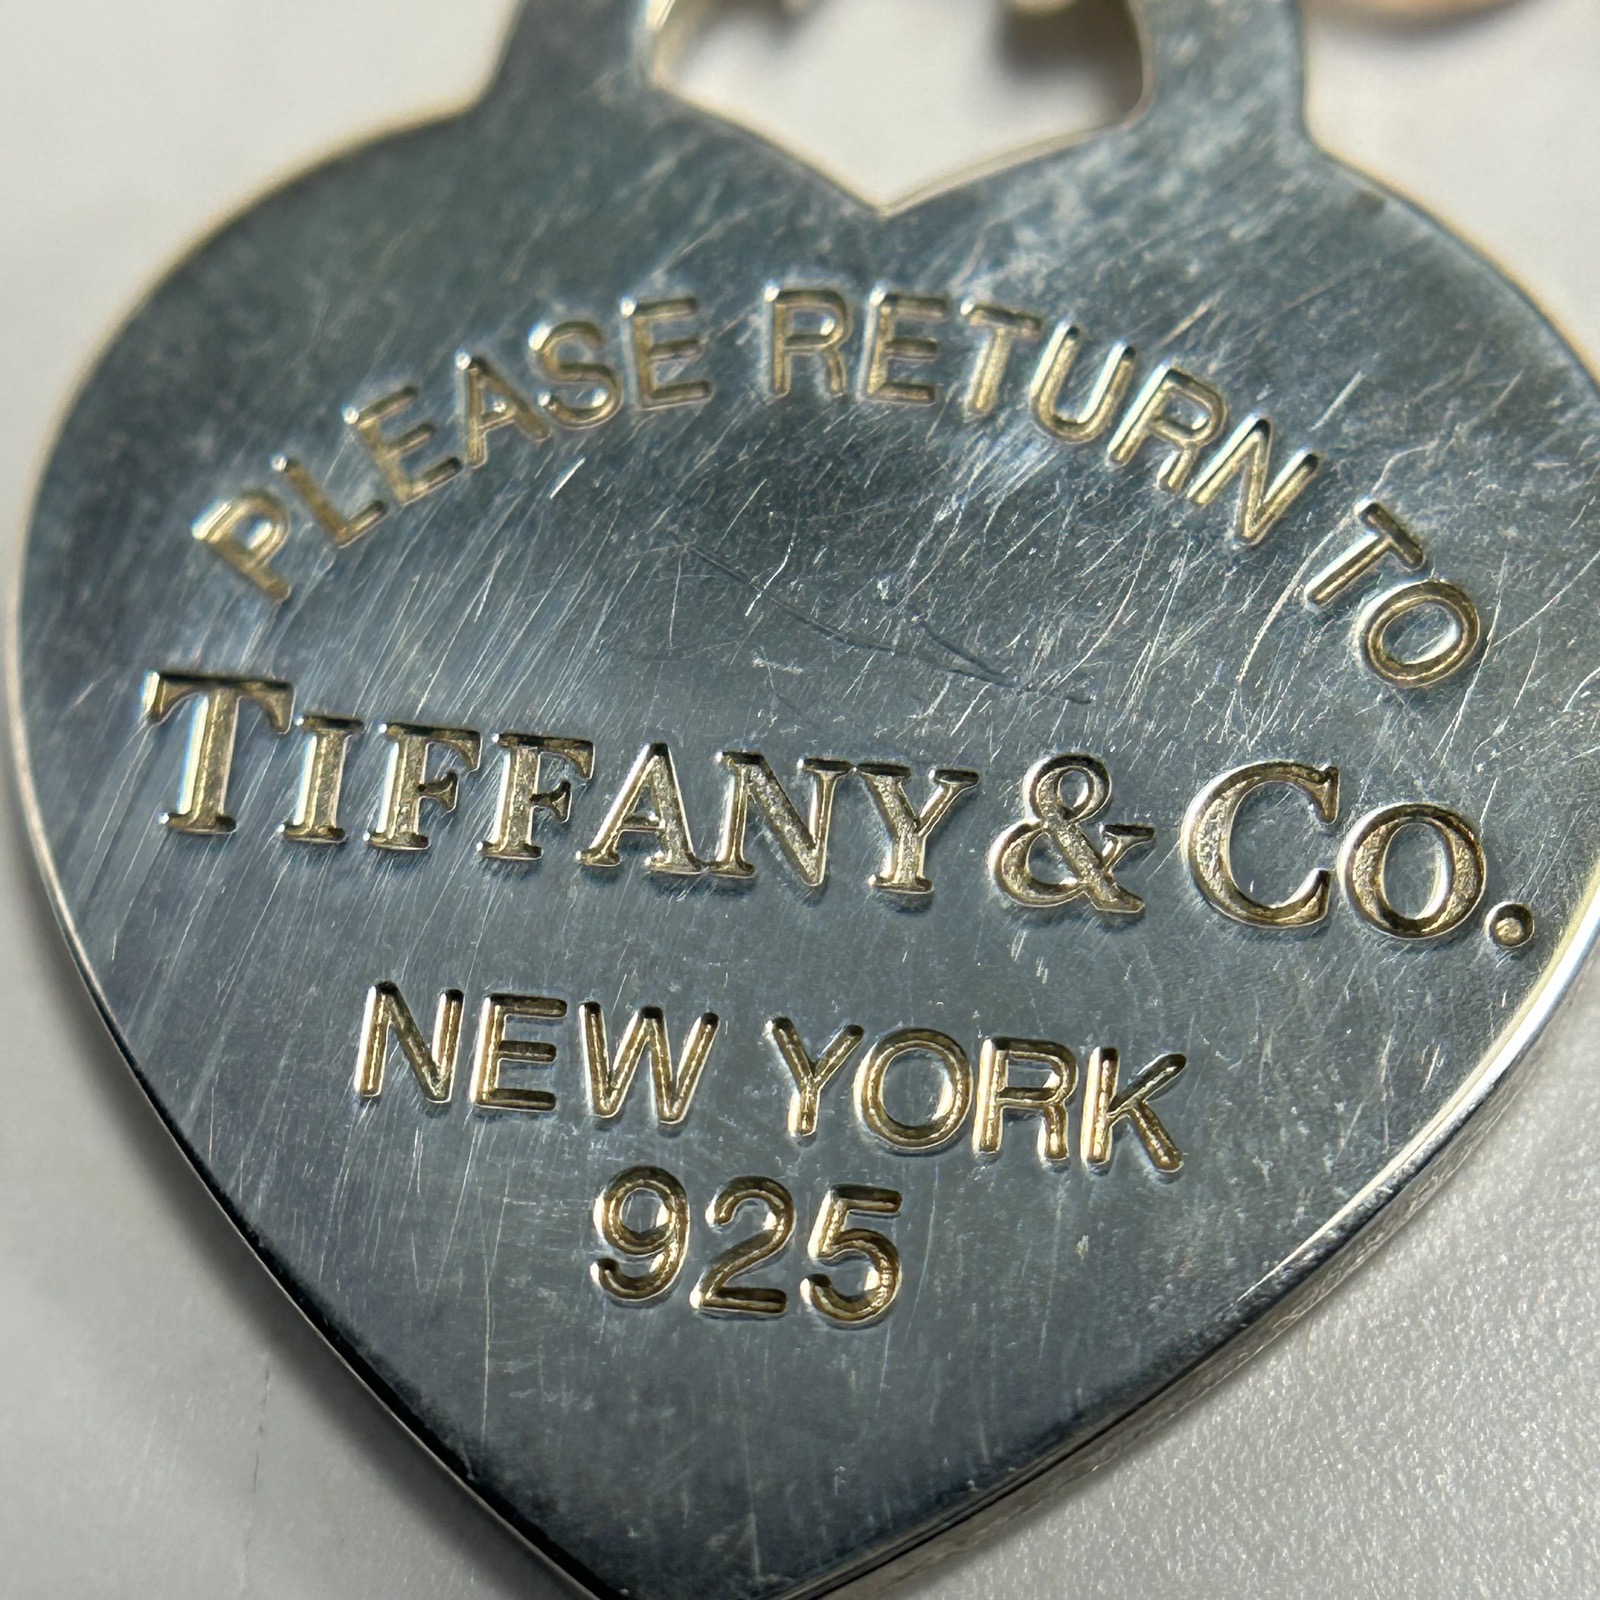 PLEASE RETURN TO
TIFFANY & CO.
NEW YORK
925